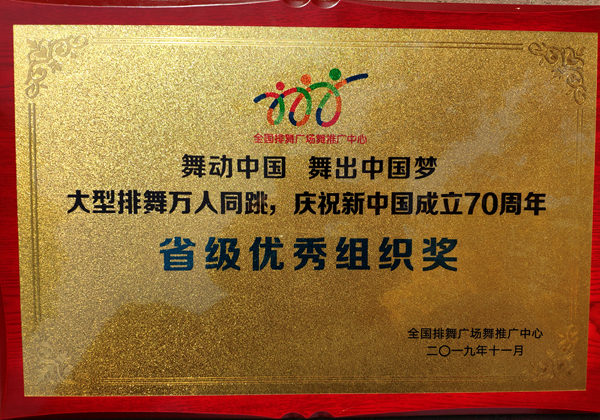 全国排舞广场舞推广中心
舞动中国 舞出中国梦
大型排舞万人同跳，庆祝新中国成立70周年
省级优秀组织奖
全国排舞广场舞推广中心
二〇一九年十一月